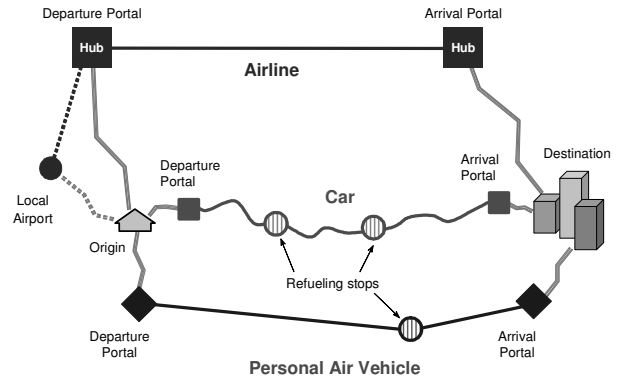 Departure Portal
Arrival Portal
Hub
Hub
Airline
Departure
Portal
Arrival
Portal
Destination
Local
Airport
Car
Origin
Refueling stops
Departure
Portal
Arrival
Portal
Personal Air Vehicle